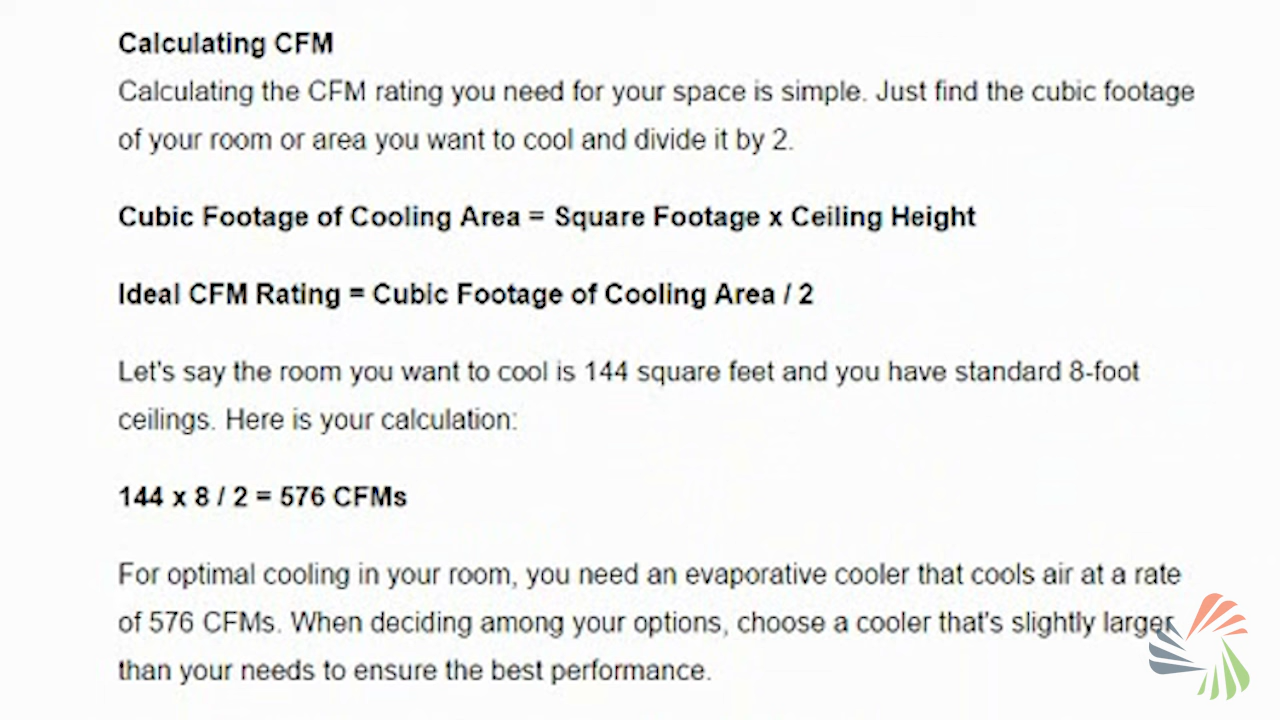 Calculating CFM
Calculating the CFM rating you need for your space is simple. Just find the cubic footage
of your room or area you want to cool and divide it by 2.
Cubic Footage of Cooling Area = Square Footage x Ceiling Height
Ideal CFM Rating = Cubic Footage of Cooling Area / 2
Let's say the room you want to cool is 144 square feet and you have standard 8-foot
ceilings. Here is your calculation:
144 x 8 / 2 = 576 CFMs
For optimal cooling in your room, you need an evaporative cooler that cools air at a rate
of 576 CFMs. When deciding among your options, choose a cooler that's slightly larger
than your needs to ensure the best performance.